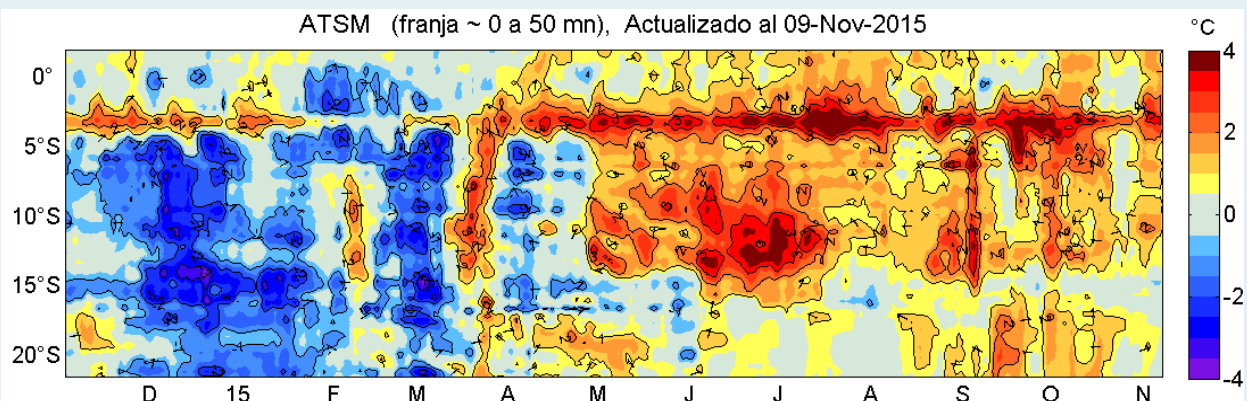 ATSM (franja ~ 0 a 50 mn), Actualizado al 09-Nov-2015
°C
0°
5°S
10°S
15°S
20°S
4
2
0
-2
-4
D 15 F M A M J J A S O N